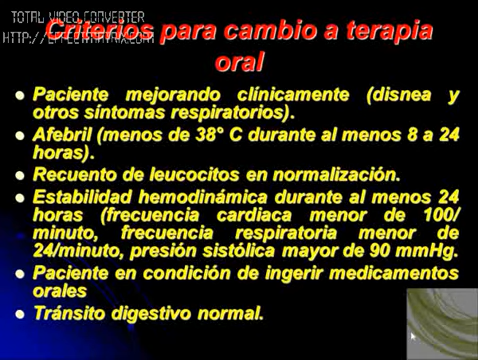 TOTAL VIDEO CONVERTER
Criterios para cambio a terapia
oral
Paciente mejorando clínicamente (disnea y
otros síntomas respiratorios).
Afebril (menos de 38° C durante al menos 8 a 24
horas).
Recuento de leucocitos en normalización.
Estabilidad hemodinámica durante al menos 24
horas (frecuencia cardiaca menor de 100/
minuto, frecuencia respiratoria menor de
24/minuto, presión sistólica mayor de 90 mmHg.
Paciente en condición de ingerir medicamentos
orales
Tránsito digestivo normal.